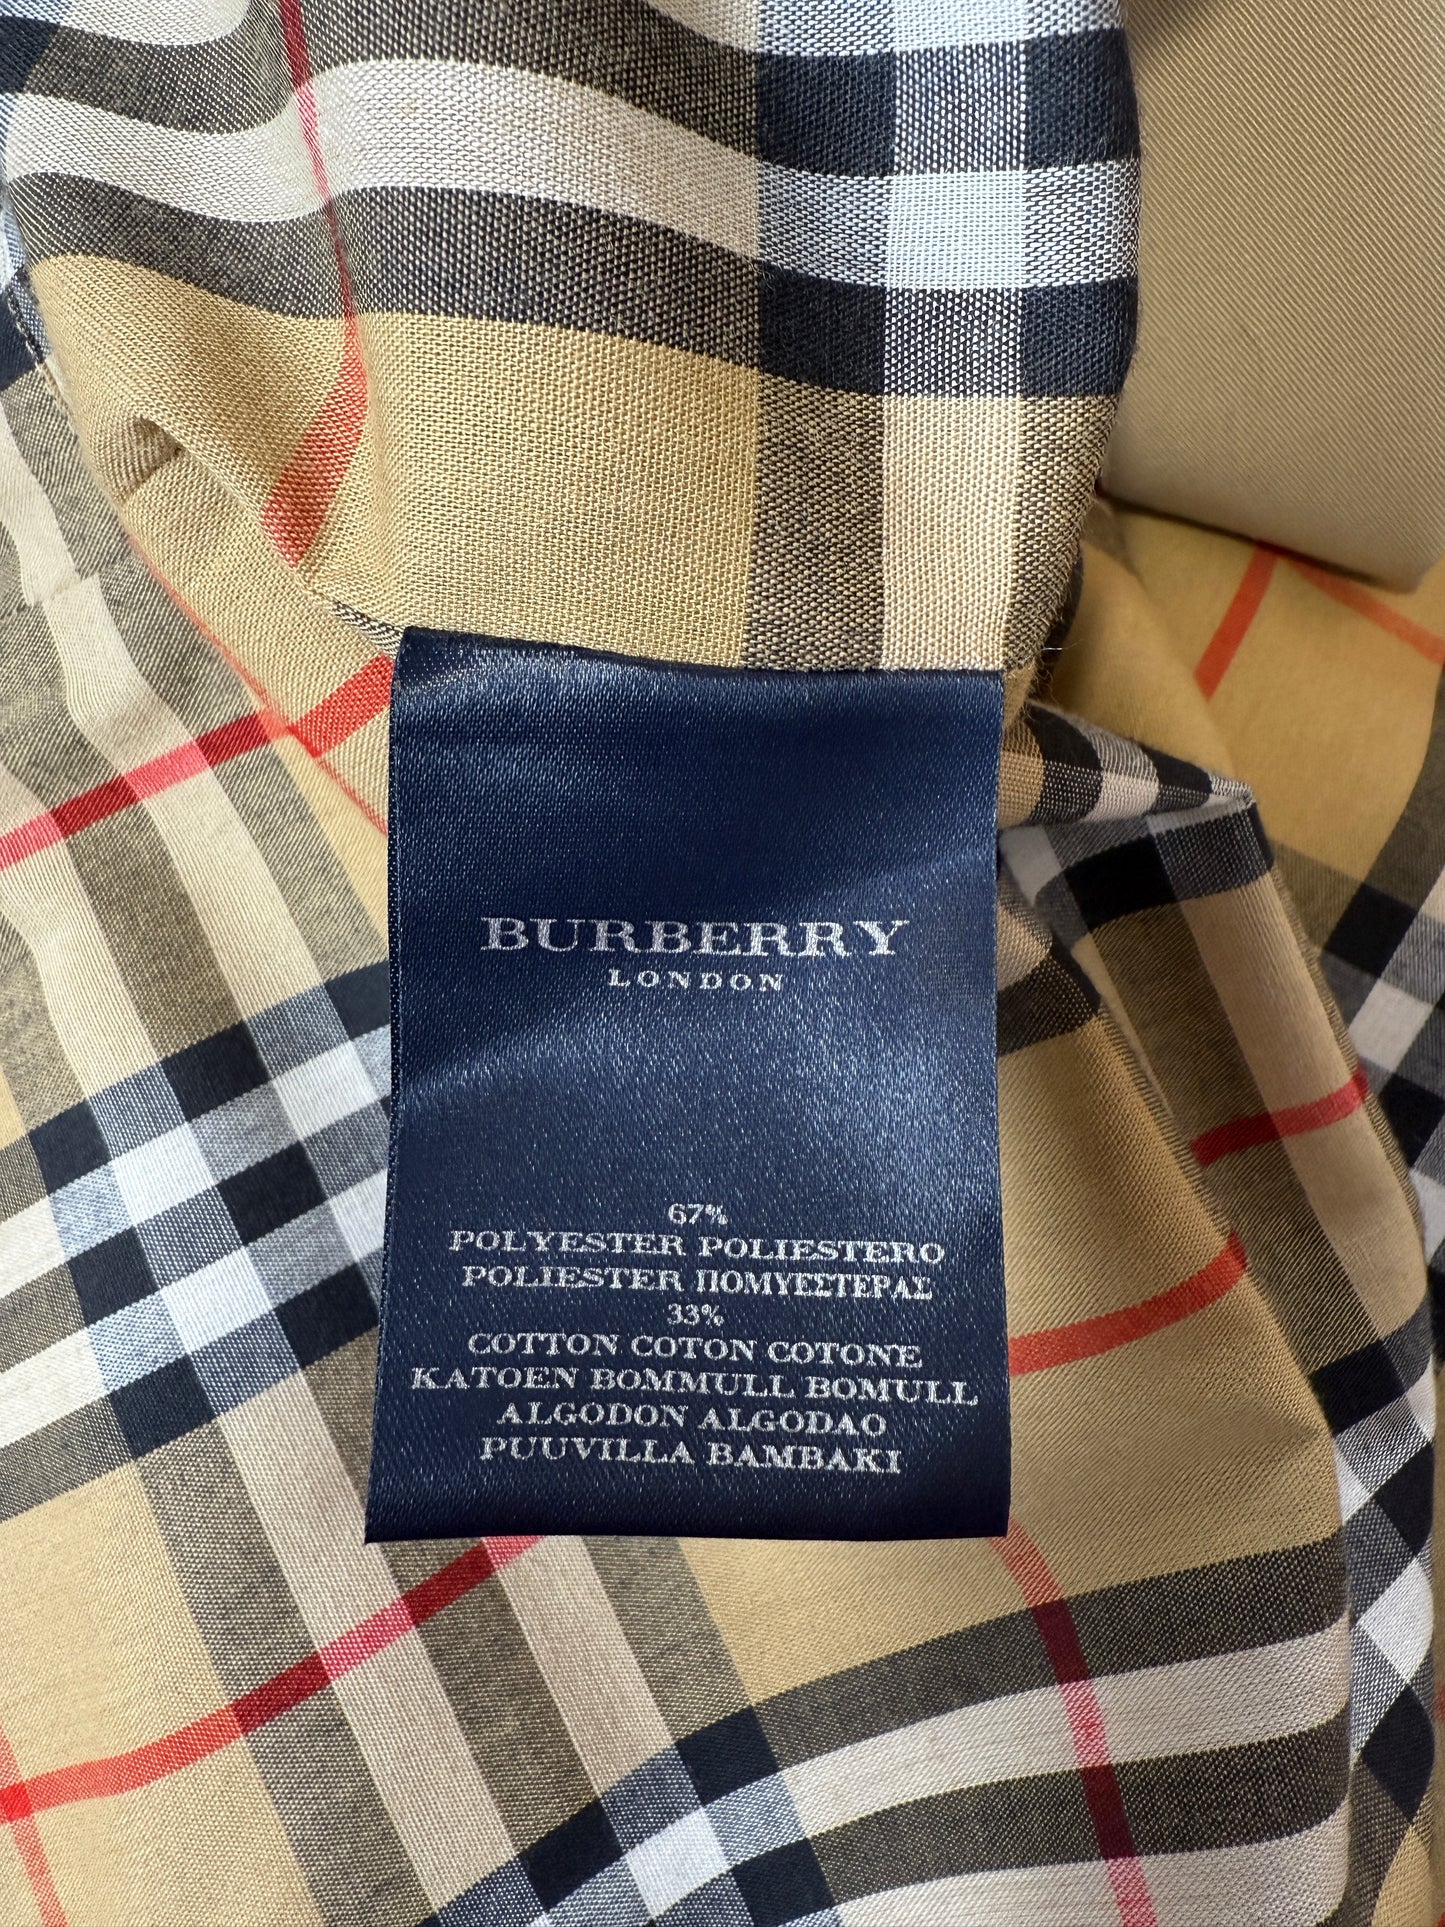 BURBERRY
LONDON
67%
POLYESTER POLIESTERO
POLIESTER ΠΟΜΥΕΣΤΕΡΑΣ
33%
COTTON COTON COTONE
KATOEN BOMMULL BOMULL
ALGODON ALGODAO
PUUVILLA BAMBAKI